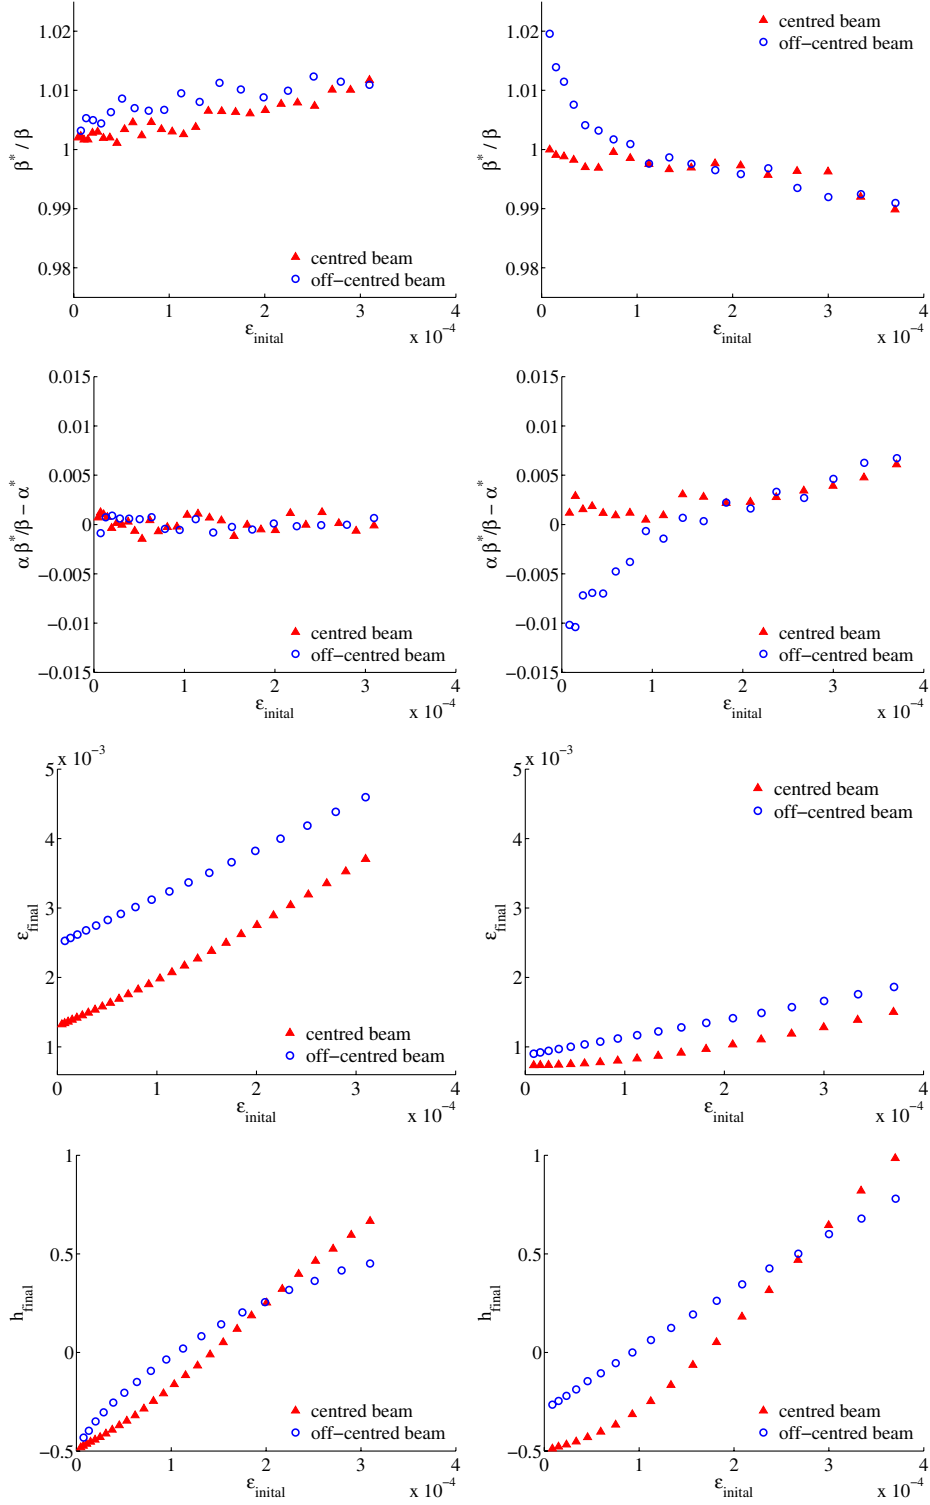 1.02
1.01
1
0.99
0.98
β* / β
centred beam
off−centred beam
0 1 2 3 4
ε_inital
x 10^−4
1.02
1.01
1
0.99
0.98
β* / β
centred beam
off−centred beam
0 1 2 3 4
ε_inital
x 10^−4
0.015
0.01
0.005
0
−0.005
−0.01
−0.015
α β*/β − α*
centred beam
off−centred beam
0 1 2 3 4
ε_inital
x 10^−4
0.015
0.01
0.005
0
−0.005
−0.01
−0.015
α β*/β − α*
centred beam
off−centred beam
0 1 2 3 4
ε_inital
x 10^−4
x 10^−3
5
4
3
2
1
ε_final
centred beam
off−centred beam
0 1 2 3 4
ε_inital
x 10^−4
x 10^−3
5
4
3
2
1
ε_final
centred beam
off−centred beam
0 1 2 3 4
ε_inital
x 10^−4
1
0.5
0
−0.5
h_final
centred beam
off−centred beam
0 1 2 3 4
ε_inital
x 10^−4
1
0.5
0
−0.5
h_final
centred beam
off−centred beam
0 1 2 3 4
ε_inital
x 10^−4